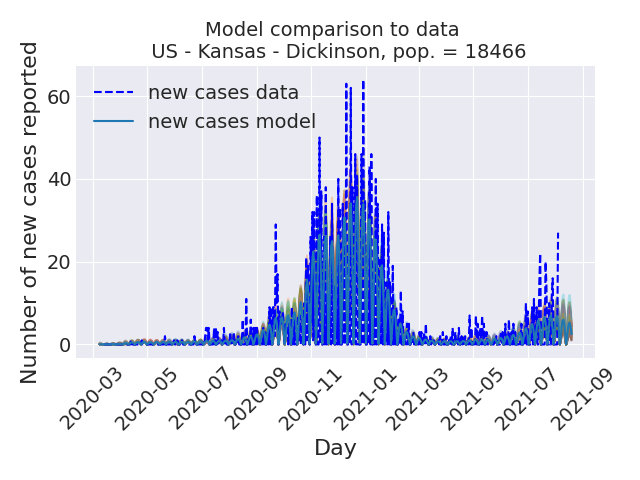 Model comparison to data
US - Kansas - Dickinson, pop. = 18466
Number of new cases reported
60
40
20
0
new cases data
new cases model
2020-03
2020-05
2020-07
2020-09
2020-11
2021-01
2021-03
2021-05
2021-07
2021-09
Day